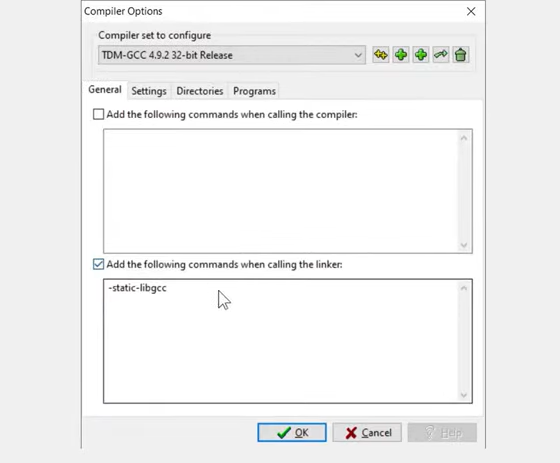 Compiler Options
Compiler set to configure
TDM-GCC 4.9.2 32-bit Release
General Settings Directories Programs
Add the following commands when calling the compiler:
Add the following commands when calling the linker:
-static-libgcc
OK Cancel Help